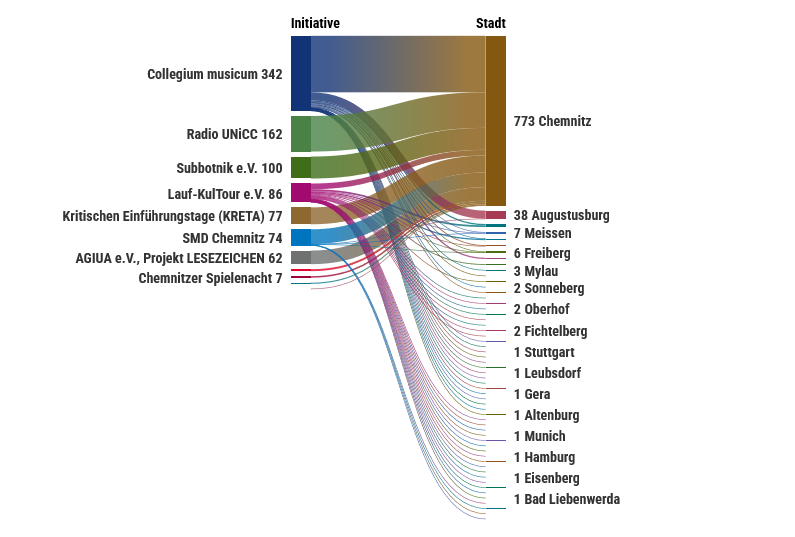 Initiative
Stadt
Collegium musicum 342
Radio UNiCC 162
Subbotnik e.V. 100
Lauf-KulTour e.V. 86
Kritischen Einführungstage (KRETA) 77
SMD Chemnitz 74
AGIUA e.V., Projekt LESEZEICHEN 62
Chemnitzer Spielenacht 7
773 Chemnitz
38 Augustusburg
7 Meissen
6 Freiberg
3 Mylau
2 Sonneberg
2 Oberhof
2 Fichtelberg
1 Stuttgart
1 Leubsdorf
1 Gera
1 Altenburg
1 Munich
1 Hamburg
1 Eisenberg
1 Bad Liebenwerda